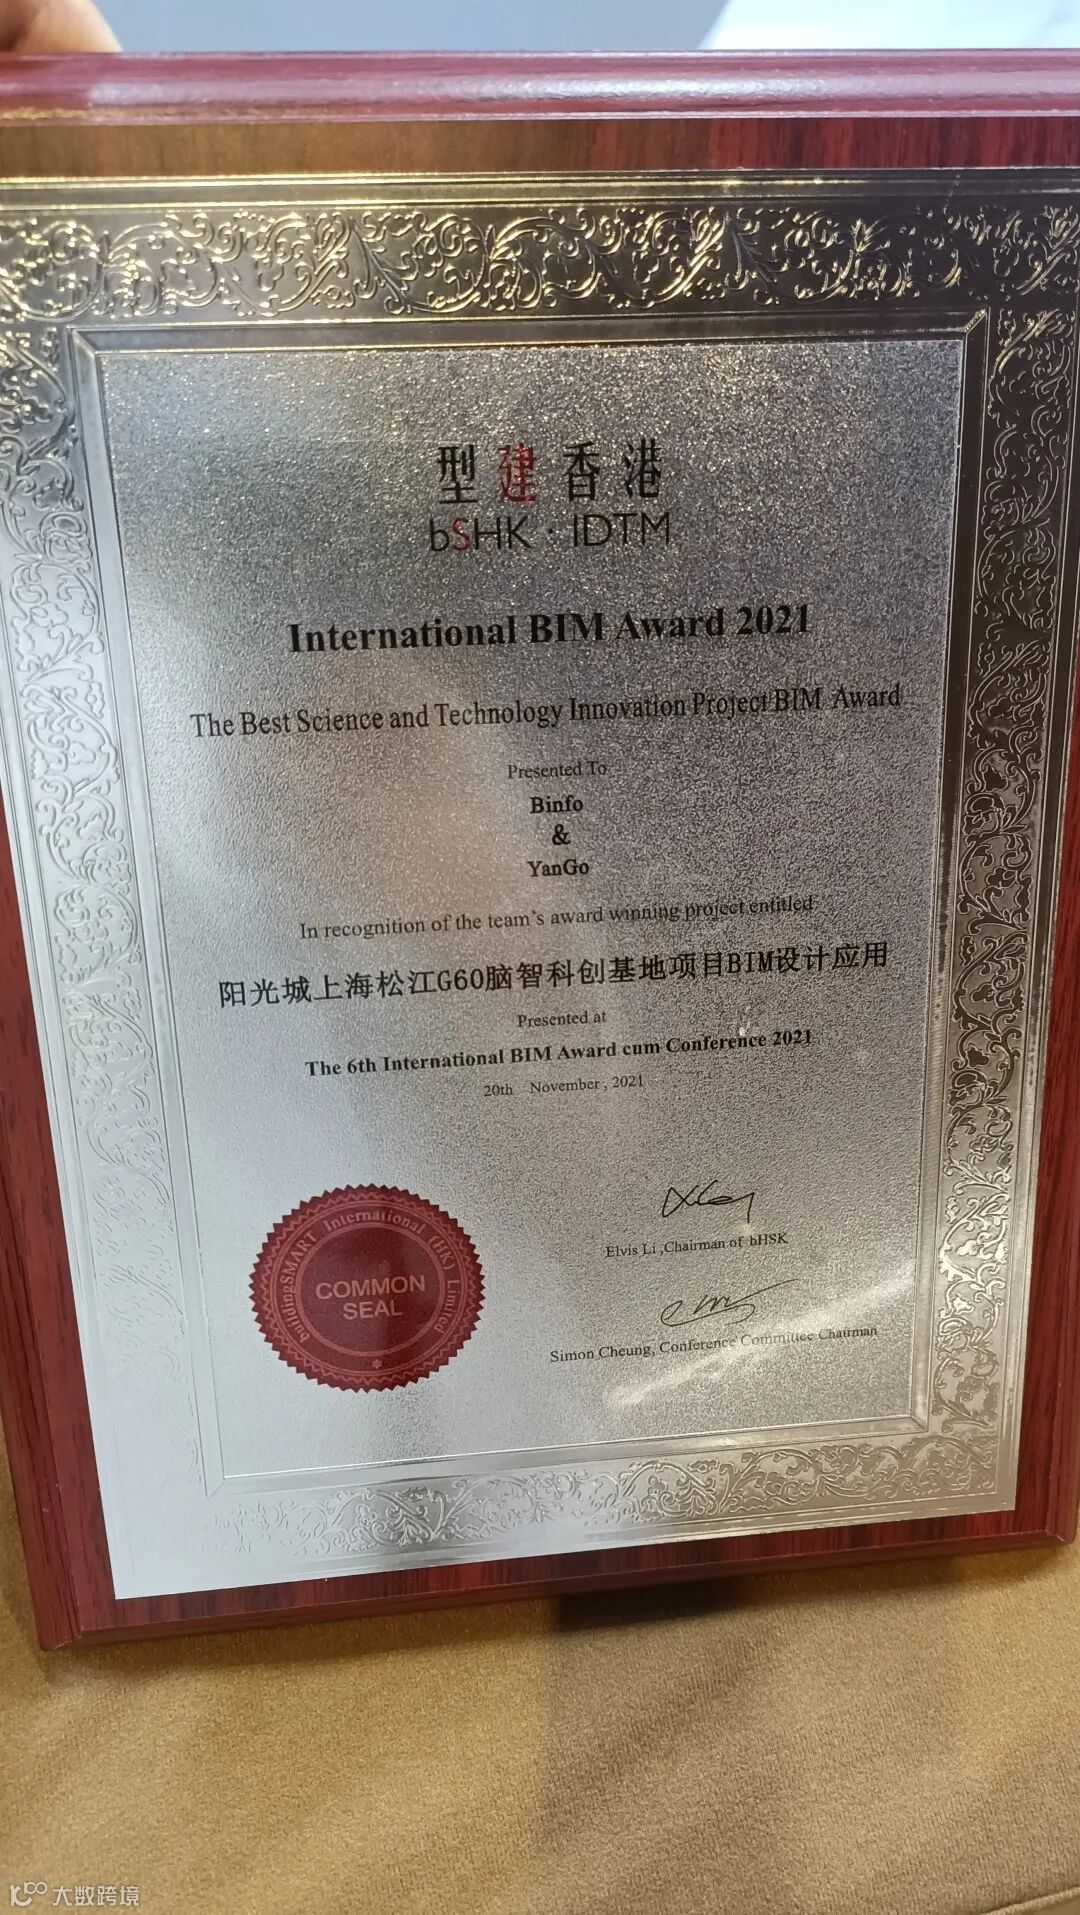 型建香港
bSHK · IDTM
International BIM Award 2021
The Best Science and Technology Innovation Project BIM Award
Presented To
Binfo
&
YanGo
In recognition of the team's award winning project entitled
阳光城上海松江G60脑智科创基地项目BIM设计应用
Presented at
The 6th International BIM Award cum Conference 2021
20th November , 2021
Elvis Li ,Chairman of bHSK
Simon Cheung, Conference Committee Chairman
buildingSMART International (HK) Limited
COMMON
SEAL
大数跨境